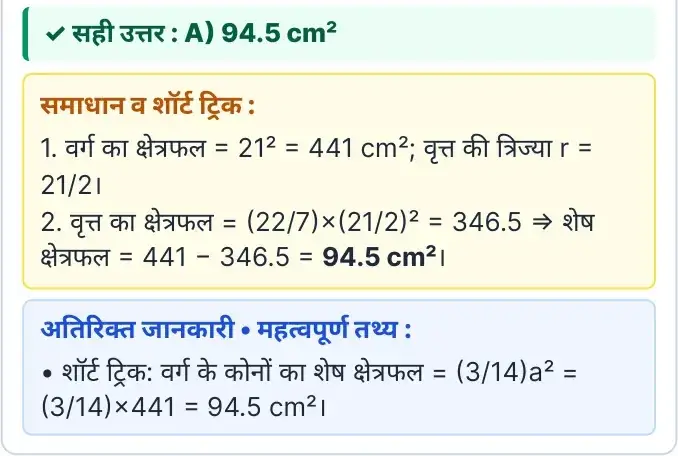 ✓ सही उत्तर : A) 94.5 cm²
समाधान व शॉर्ट ट्रिक :
1. वर्ग का क्षेत्रफल = 21² = 441 cm²; वृत्त की त्रिज्या r =
21/2।
2. वृत्त का क्षेत्रफल = (22/7)×(21/2)² = 346.5 ⇒ शेष
क्षेत्रफल = 441 − 346.5 = 94.5 cm²।
अतिरिक्त जानकारी • महत्वपूर्ण तथ्य :
• शॉर्ट ट्रिक: वर्ग के कोनों का शेष क्षेत्रफल = (3/14)a² =
(3/14)×441 = 94.5 cm²।